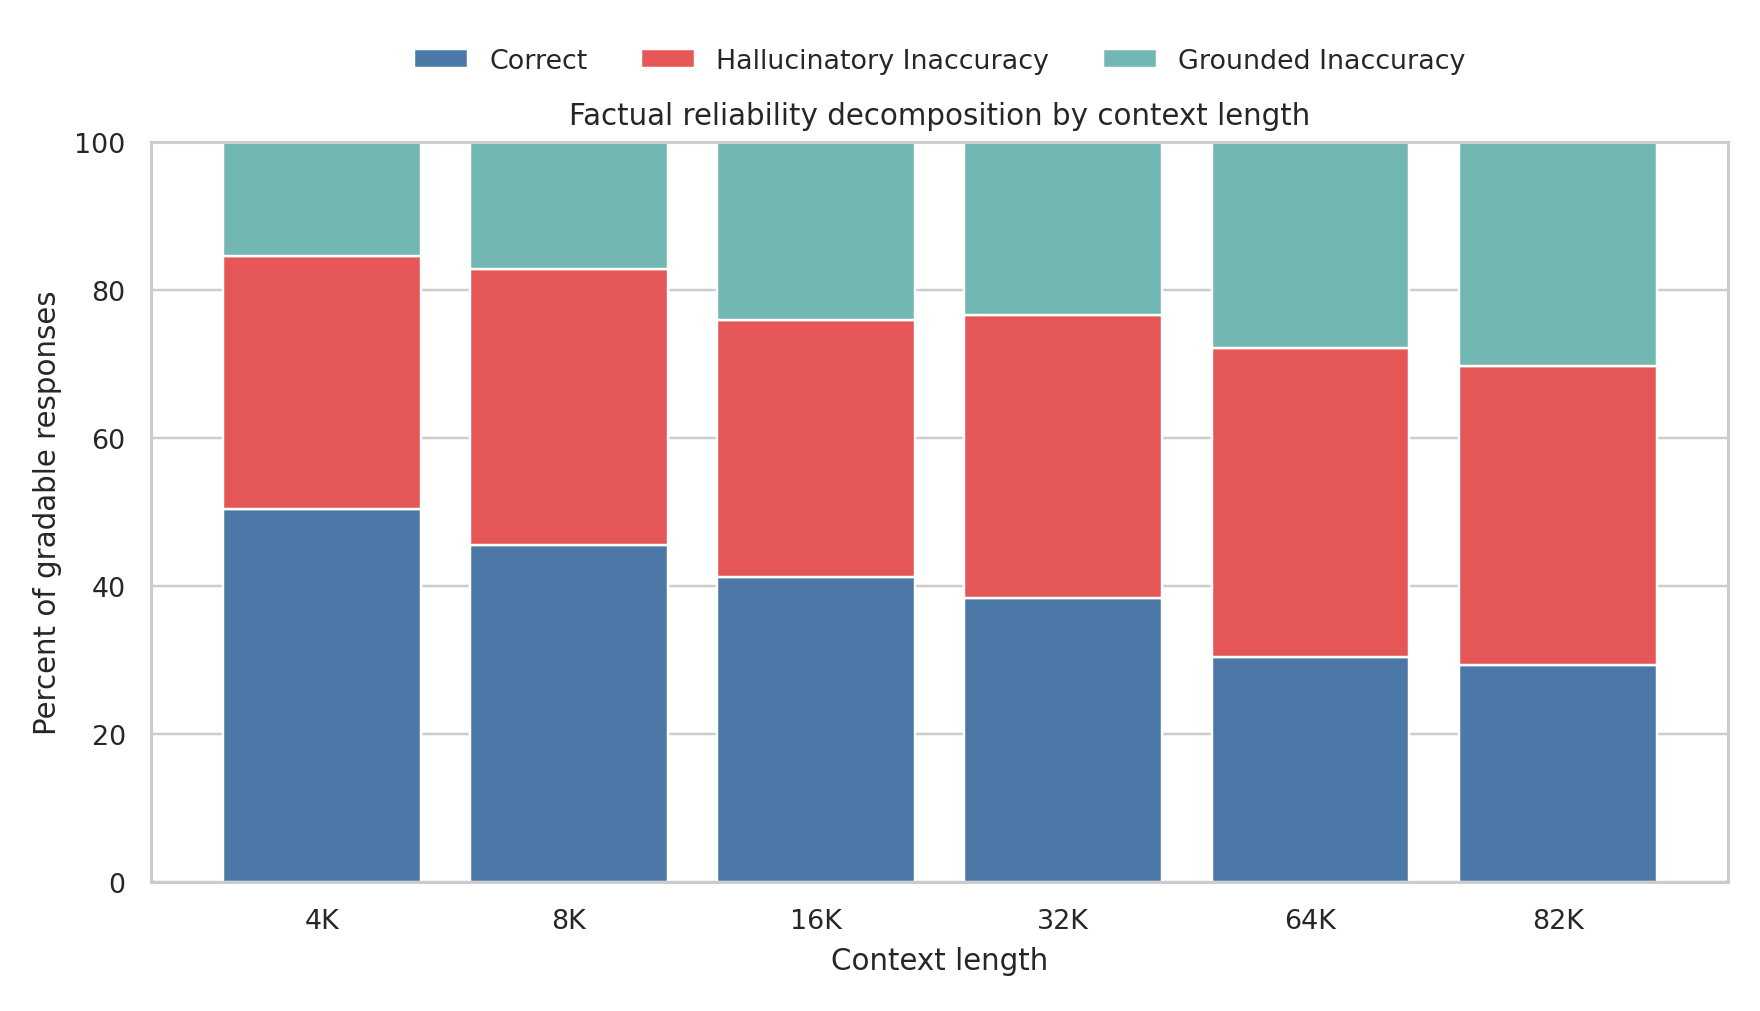 Correct Hallucinatory Inaccuracy Grounded Inaccuracy
Factual reliability decomposition by context length
Percent of gradable responses
100
80
60
40
20
0
4K 8K 16K 32K 64K 82K
Context length